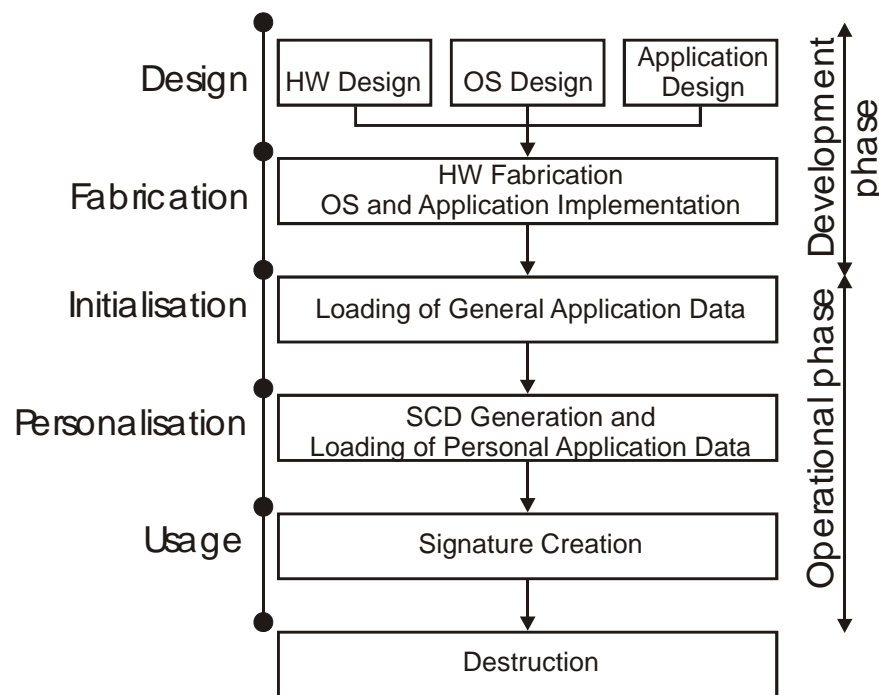 Design
HW Design
OS Design
Application
Design
Development
phase
Fabrication
HW Fabrication
OS and Application Implementation
Initialisation
Loading of General Application Data
Personalisation
SCD Generation and
Loading of Personal Application Data
Operational phase
Usage
Signature Creation
Destruction